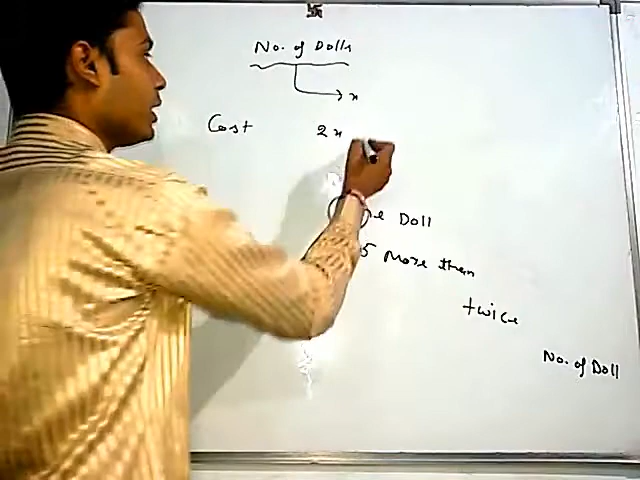 No. of Dolls
x
Cost 2x
e Doll
5 More than
twice
No. of Doll